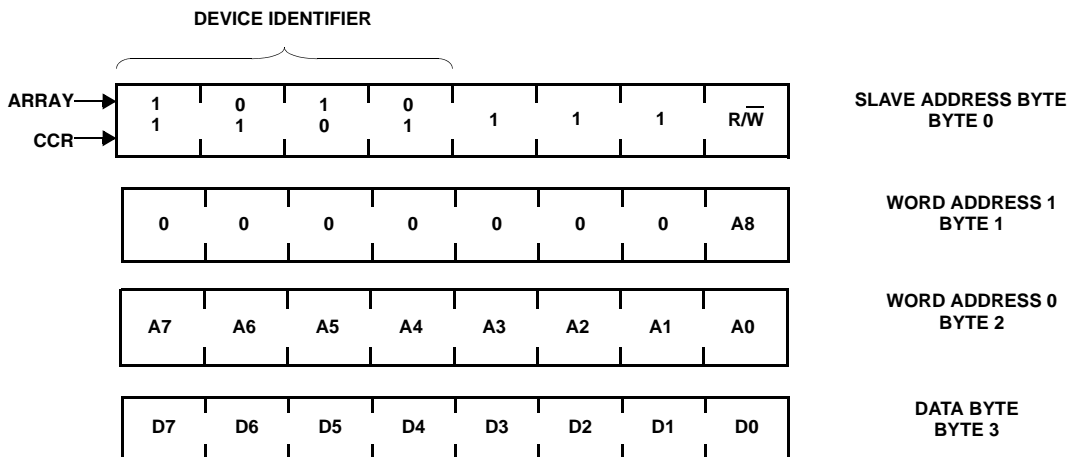 DEVICE IDENTIFIER
ARRAY 1 0 1 0
CCR 1 1 0 1 1 1 1 R/W̅ SLAVE ADDRESS BYTE
BYTE 0
0 0 0 0 0 0 0 A8 WORD ADDRESS 1
BYTE 1
A7 A6 A5 A4 A3 A2 A1 A0 WORD ADDRESS 0
BYTE 2
D7 D6 D5 D4 D3 D2 D1 D0 DATA BYTE
BYTE 3